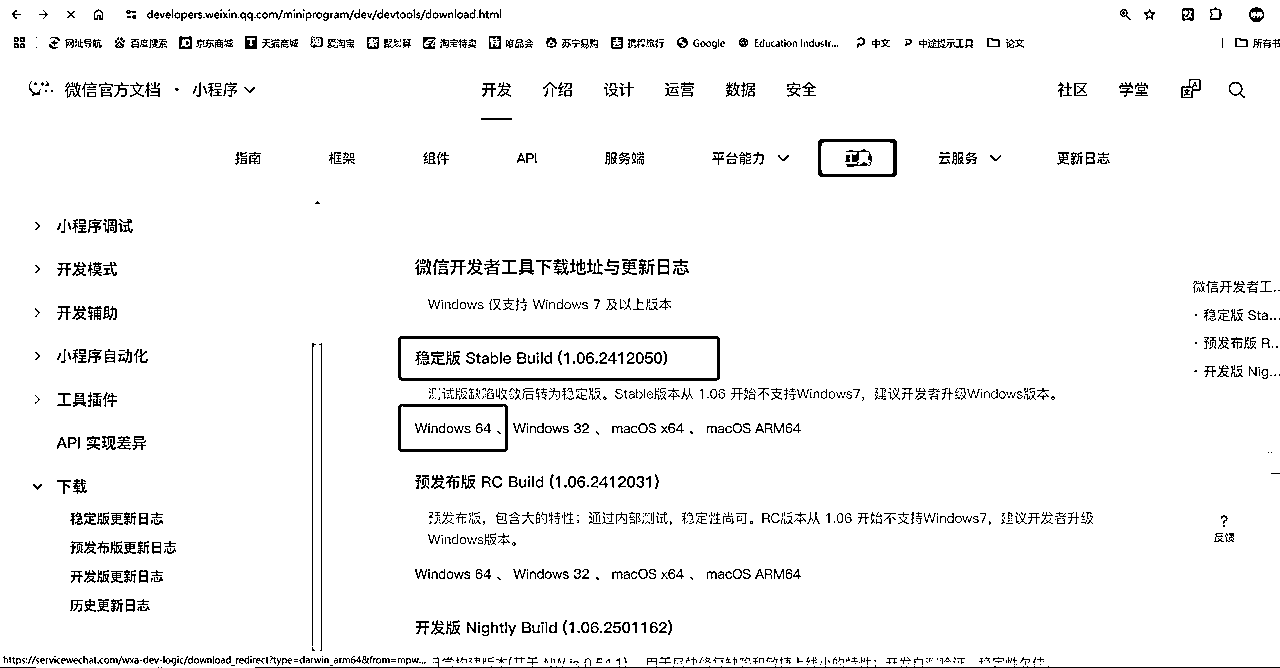 developers.weixin.qq.com/miniprogram/dev/devtools/download.html
网址导航 百度搜索 京东商城 天猫商城 爱淘宝 聚划算 淘宝特卖 唯品会 苏宁易购 携程旅行 Google Education Industr... 中文 中途提示工具 论文 所有书
微信官方文档 · 小程序 开发 介绍 设计 运营 数据 安全 社区 学堂
指南 框架 组件 API 服务端 平台能力 工具 云服务 更新日志
小程序调试
开发模式
开发辅助
小程序自动化
工具插件
API 实现差异
下载
稳定版更新日志
预发布版更新日志
开发版更新日志
历史更新日志
微信开发者工具下载地址与更新日志
Windows 仅支持 Windows 7 及以上版本
稳定版 Stable Build (1.06.2412050)
测试版缺陷收敛后转为稳定版。Stable版本从 1.06 开始不支持Windows7，建议开发者升级Windows版本。
Windows 64 、 Windows 32 、 macOS x64 、 macOS ARM64
预发布版 RC Build (1.06.2412031)
预发布版，包含大的特性；通过内部测试，稳定性尚可。RC版本从 1.06 开始不支持Windows7，建议开发者升级
Windows版本。
Windows 64 、 Windows 32 、 macOS x64 、 macOS ARM64
开发版 Nightly Build (1.06.2501162)
微信开发者工...
· 稳定版 Sta...
· 预发布版 R...
· 开发版 Nig...
?
反馈
https://servicewechat.com/wxa-dev-logic/download_redirect?type=darwin_arm64&from=mpw...